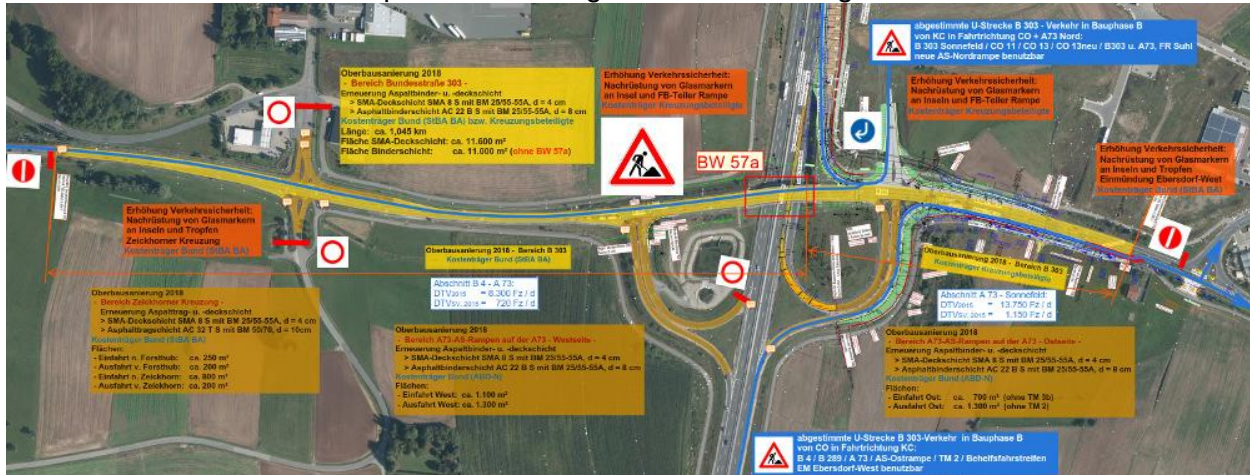 abgestimmte U-Strecke B 303 - Verkehr in Bauphase B
von KC in Fahrtrichtung CO + A73 Nord:
B 303 Sonnefeld / CO 11 / CO 13 / CO 13neu / B303 u. A73, FR Suhl
neue AS-Nordrampe benutzbar
Oberbausanierung 2018
- Bereich Bundesstraße 303 -
Erneuerung Aspaltbinder- u. -deckschicht
> SMA-Deckschicht SMA 8 S mit BM 25/55-55A, d = 4 cm
> Asphaltbinderschicht AC 22 B S mit BM 25/55-55A, d = 8 cm
Kostenträger Bund (StBA BA) bzw. Kreuzungsbeteiligte
Länge: ca. 1,045 km
Fläche SMA-Deckschicht: ca. 11.600 m²
Fläche Binderschicht: ca. 11.000 m² (ohne BW 57a)
Erhöhung Verkehrssicherheit:
Nachrüstung von Glasmarkern
an Insel und FB-Teiler Rampe
Kostenträger Kreuzungsbeteiligte
Erhöhung Verkehrssicherheit:
Nachrüstung von Glasmarkern
an Inseln und FB-Teiler Rampe
Kostenträger Kreuzungsbeteiligte
BW 57a
Erhöhung Verkehrssicherheit:
Nachrüstung von Glasmarkern
an Inseln und Tropfen
Einmündung Ebersdorf-West
Kostenträger Bund (StBA BA)
Erhöhung Verkehrssicherheit:
Nachrüstung von Glasmarkern
an Inseln und Tropfen
Zeickhorner Kreuzung
Kostenträger Bund (StBA BA)
Oberbausanierung 2018 - Bereich B 303
Kostenträger Bund (StBA BA)
Oberbausanierung 2018 - Bereich B 303
Kostenträger Kreuzungsbeteiligte
Abschnitt B 4 - A 73:
DTV2015 = 8.300 Fz / d
DTVSV, 2015 = 720 Fz / d
Abschnitt A 73 - Sonnefeld:
DTV2015 = 13.750 Fz / d
DTVSV, 2015 = 1.150 Fz / d
Oberbausanierung 2018
- Bereich Zeickhorner Kreuzung -
Erneuerung Aspalttrag- u. -deckschicht
> SMA-Deckschicht SMA 8 S mit BM 25/55-55A, d = 4 cm
> Asphalttragschicht AC 32 T S mit BM 50/70, d = 10cm
Kostenträger Bund (StBA BA)
Flächen:
- Einfahrt n. Forsthub: ca. 250 m²
- Ausfahrt v. Forsthub: ca. 200 m²
- Einfahrt n. Zeickhorn: ca. 800 m²
- Ausfahrt v. Zeickhorn: ca. 200 m²
Oberbausanierung 2018
- Bereich A73-AS-Rampen auf der A73 - Westseite -
Erneuerung Aspaltbinder- u. -deckschicht
> SMA-Deckschicht SMA 8 S mit BM 25/55-55A, d = 4 cm
> Asphaltbinderschicht AC 22 B S mit BM 25/55-55A, d = 8 cm
Kostenträger Bund (ABD-N)
Flächen:
- Einfahrt West: ca. 1.100 m²
- Ausfahrt West: ca. 1.300 m²
Oberbausanierung 2018
- Bereich A73-AS-Rampen auf der A73 - Ostseite -
Erneuerung Aspaltbinder- u. -deckschicht
> SMA-Deckschicht SMA 8 S mit BM 25/55-55A, d = 4 cm
> Asphaltbinderschicht AC 22 B S mit BM 25/55-55A, d = 8 cm
Kostenträger Bund (ABD-N)
Flächen:
- Einfahrt Ost: ca. 700 m² (ohne TM 3b)
- Ausfahrt Ost: ca. 1.300 m² (ohne TM 2)
abgestimmte U-Strecke B 303-Verkehr in Bauphase B
von CO in Fahrtrichtung KC:
B 4 / B 289 / A 73 / AS-Ostrampe / TM 2 / Behelfsfahrstreifen
EM Ebersdorf-West benutzbar